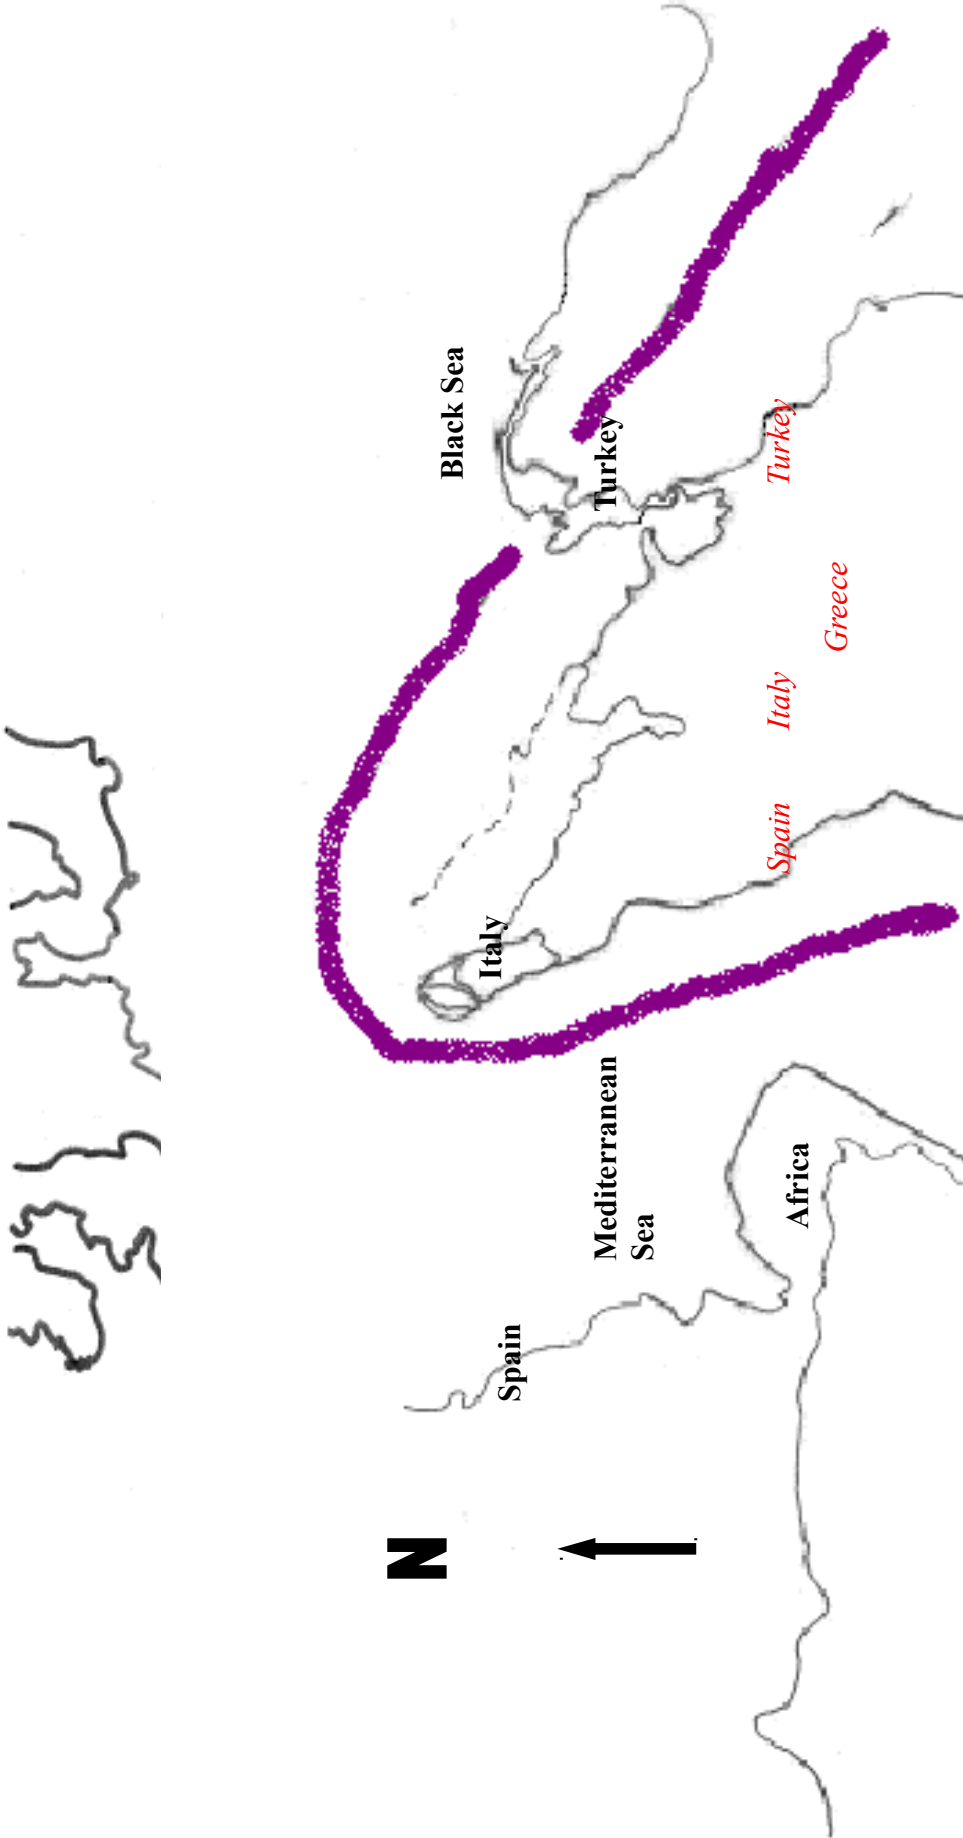 N
Spain
Mediterranean
Sea
Africa
Italy
Turkey
Black Sea
Spain
Italy
Greece
Turkey